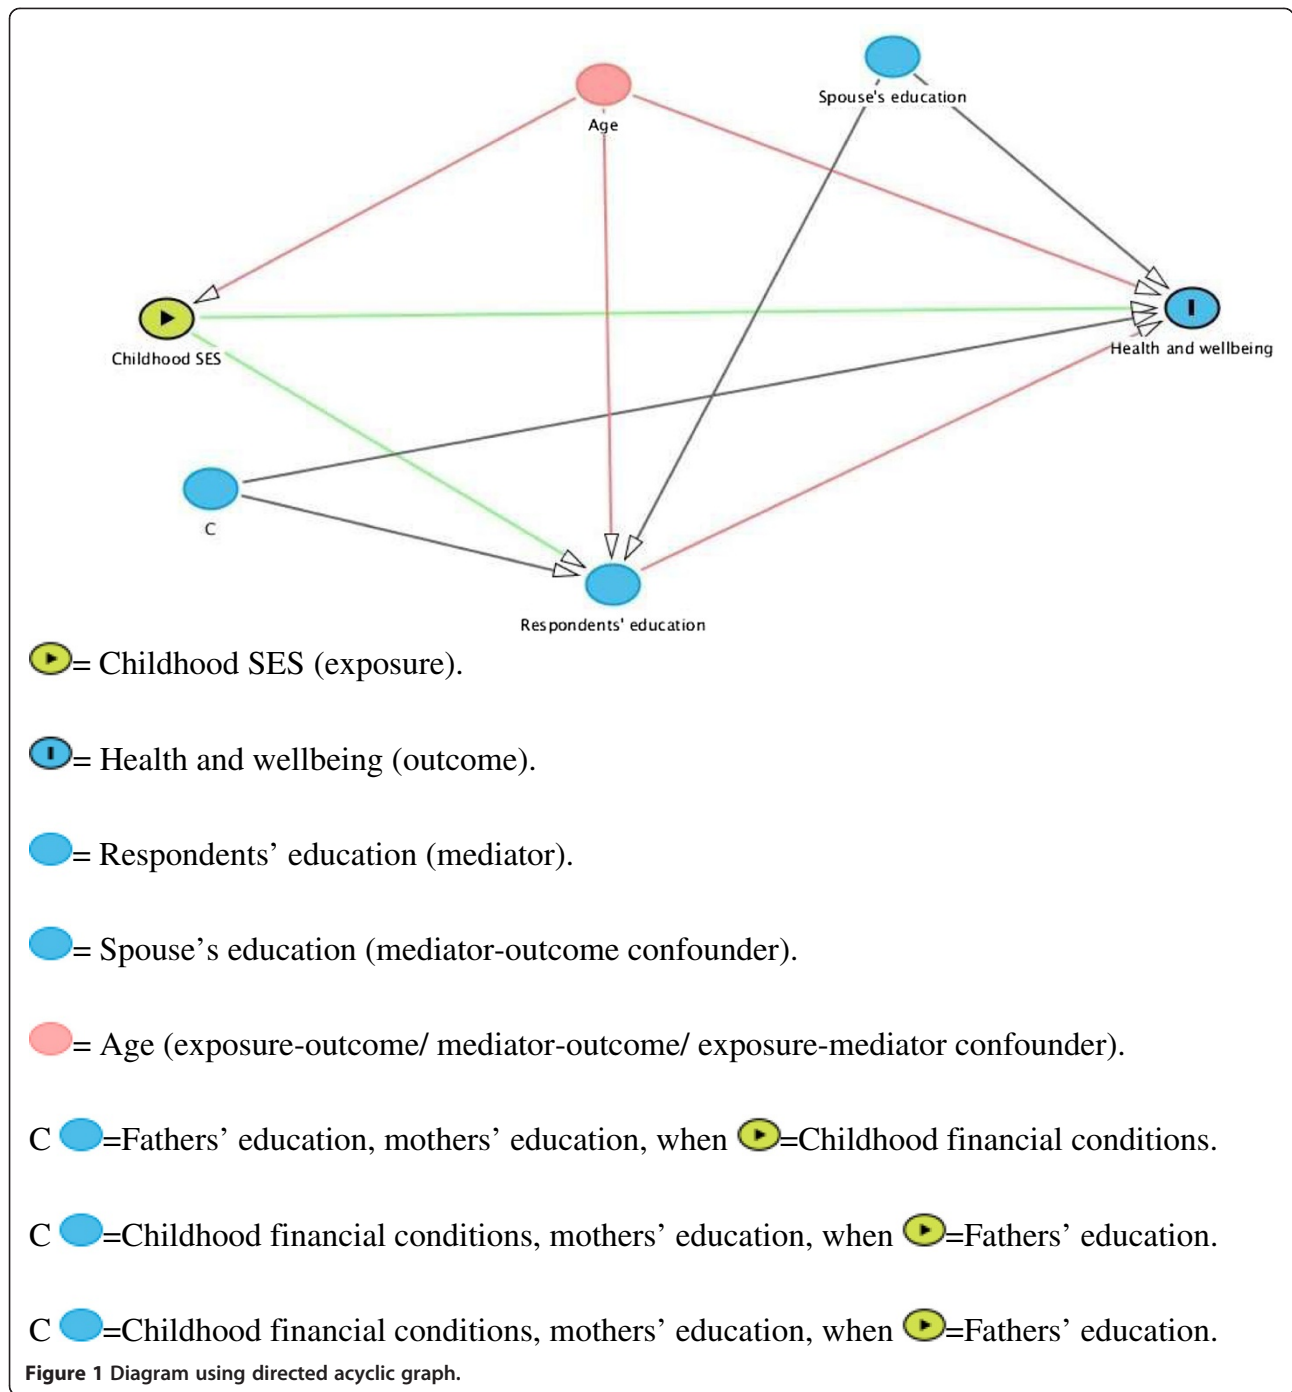 Age
Spouse's education
Childhood SES
Health and wellbeing
C
Respondents' education
= Childhood SES (exposure).
= Health and wellbeing (outcome).
= Respondents’ education (mediator).
= Spouse’s education (mediator-outcome confounder).
= Age (exposure-outcome/ mediator-outcome/ exposure-mediator confounder).
C =Fathers’ education, mothers’ education, when =Childhood financial conditions.
C =Childhood financial conditions, mothers’ education, when =Fathers’ education.
C =Childhood financial conditions, mothers’ education, when =Fathers’ education.
Figure 1 Diagram using directed acyclic graph.